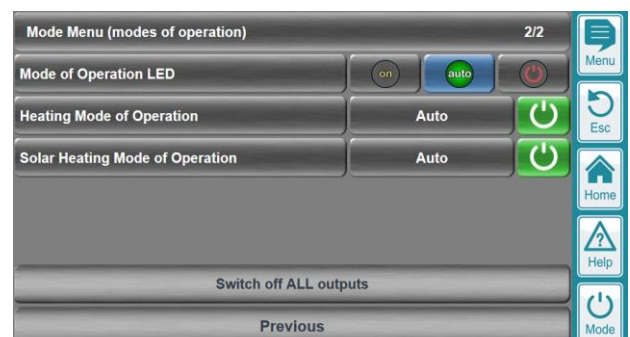 Mode Menu (modes of operation) 2/2
Menu
Mode of Operation LED on auto
Heating Mode of Operation Auto
Esc
Solar Heating Mode of Operation Auto
Home
Help
Switch off ALL outputs
Previous
Mode